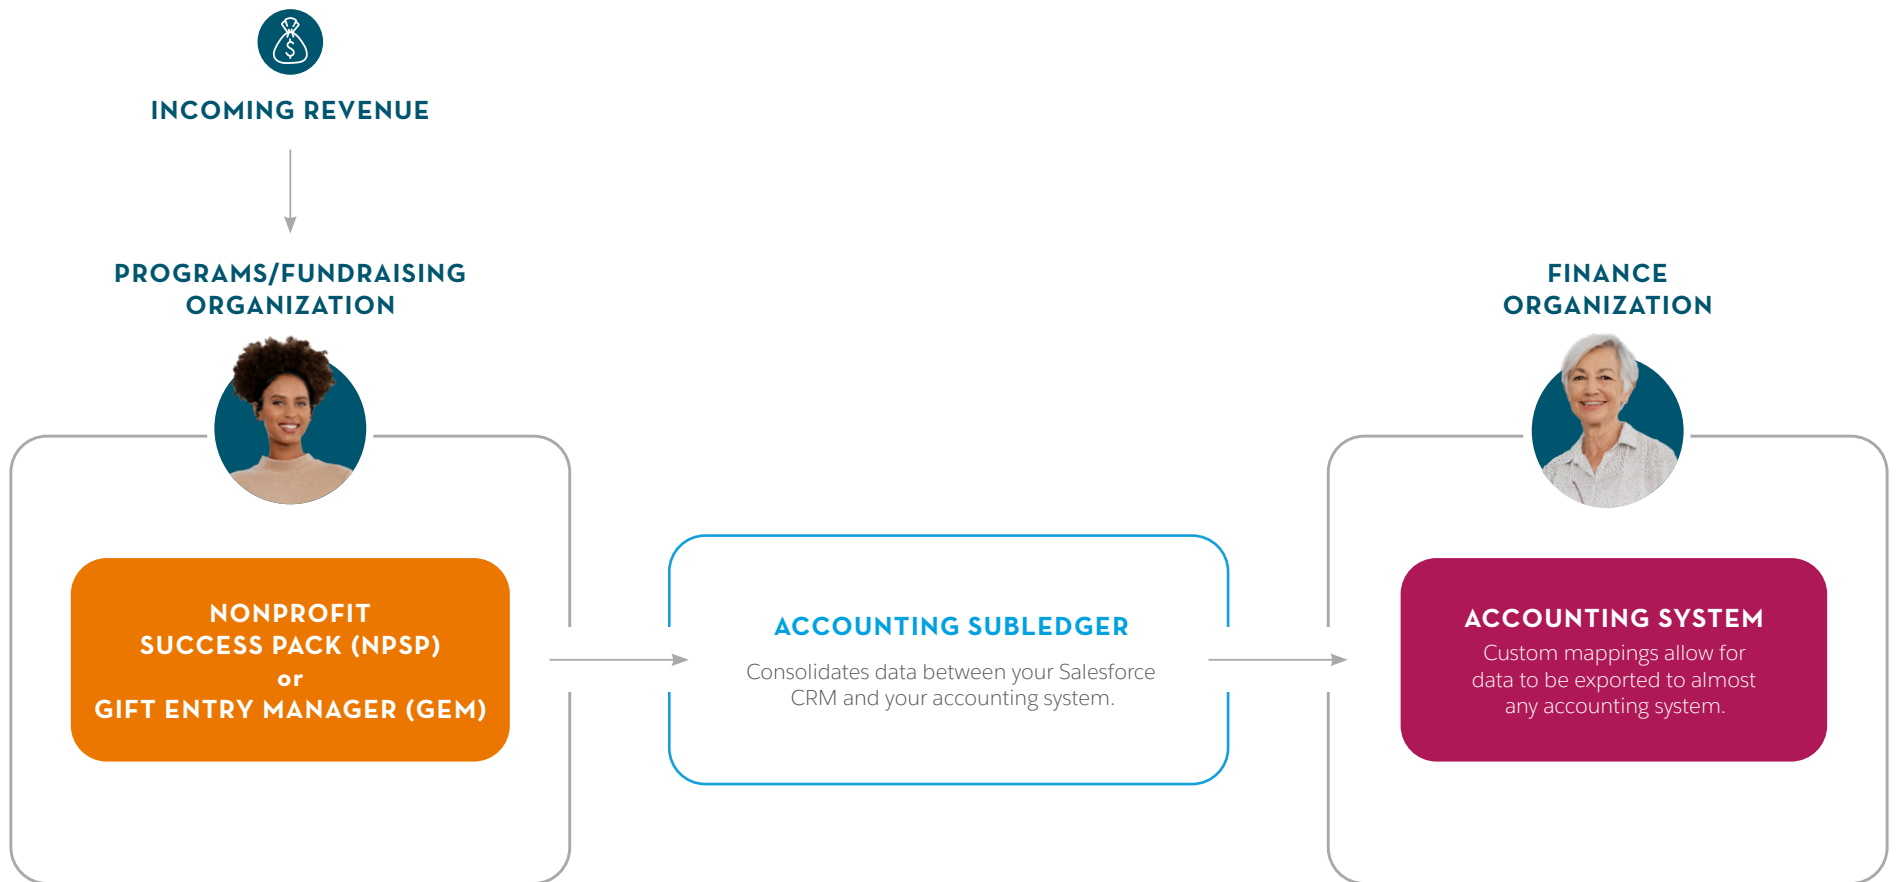 $
INCOMING REVENUE
PROGRAMS/FUNDRAISING
ORGANIZATION
NONPROFIT
SUCCESS PACK (NPSP)
or
GIFT ENTRY MANAGER (GEM)
ACCOUNTING SUBLEDGER
Consolidates data between your Salesforce
CRM and your accounting system.
FINANCE
ORGANIZATION
ACCOUNTING SYSTEM
Custom mappings allow for
data to be exported to almost
any accounting system.